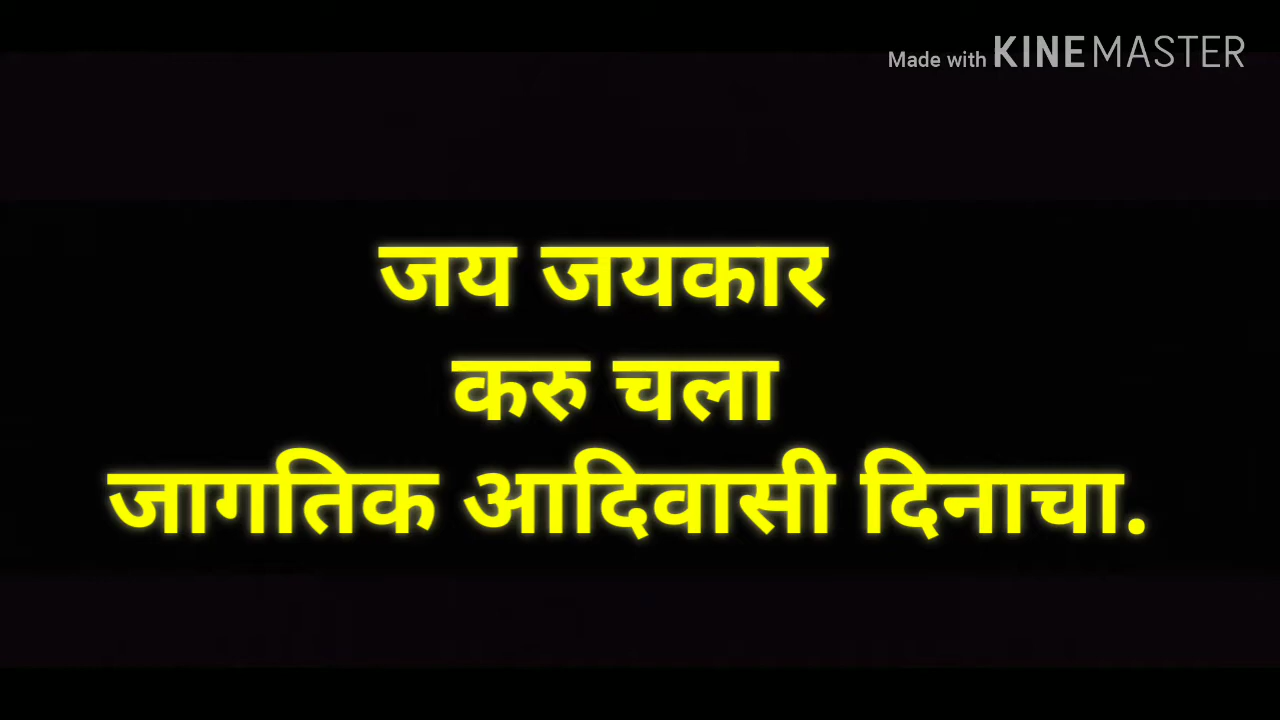 Made with KINEMASTER
जय जयकार
करु चला
जागतिक आदिवासी दिनाचा.